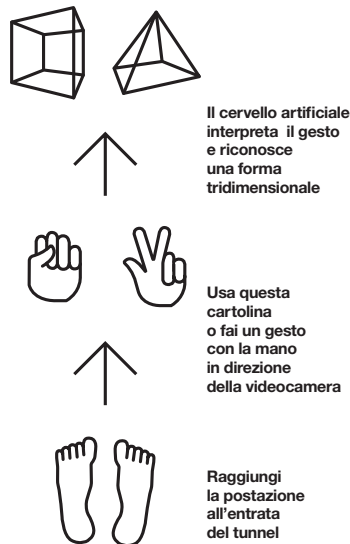 Il cervello artificiale
interpreta  il gesto
e riconosce
una forma
tridimensionale
Usa questa
cartolina
o fai un gesto
con la mano
in direzione
della videocamera
Raggiungi
la postazione
all'entrata
del tunnel